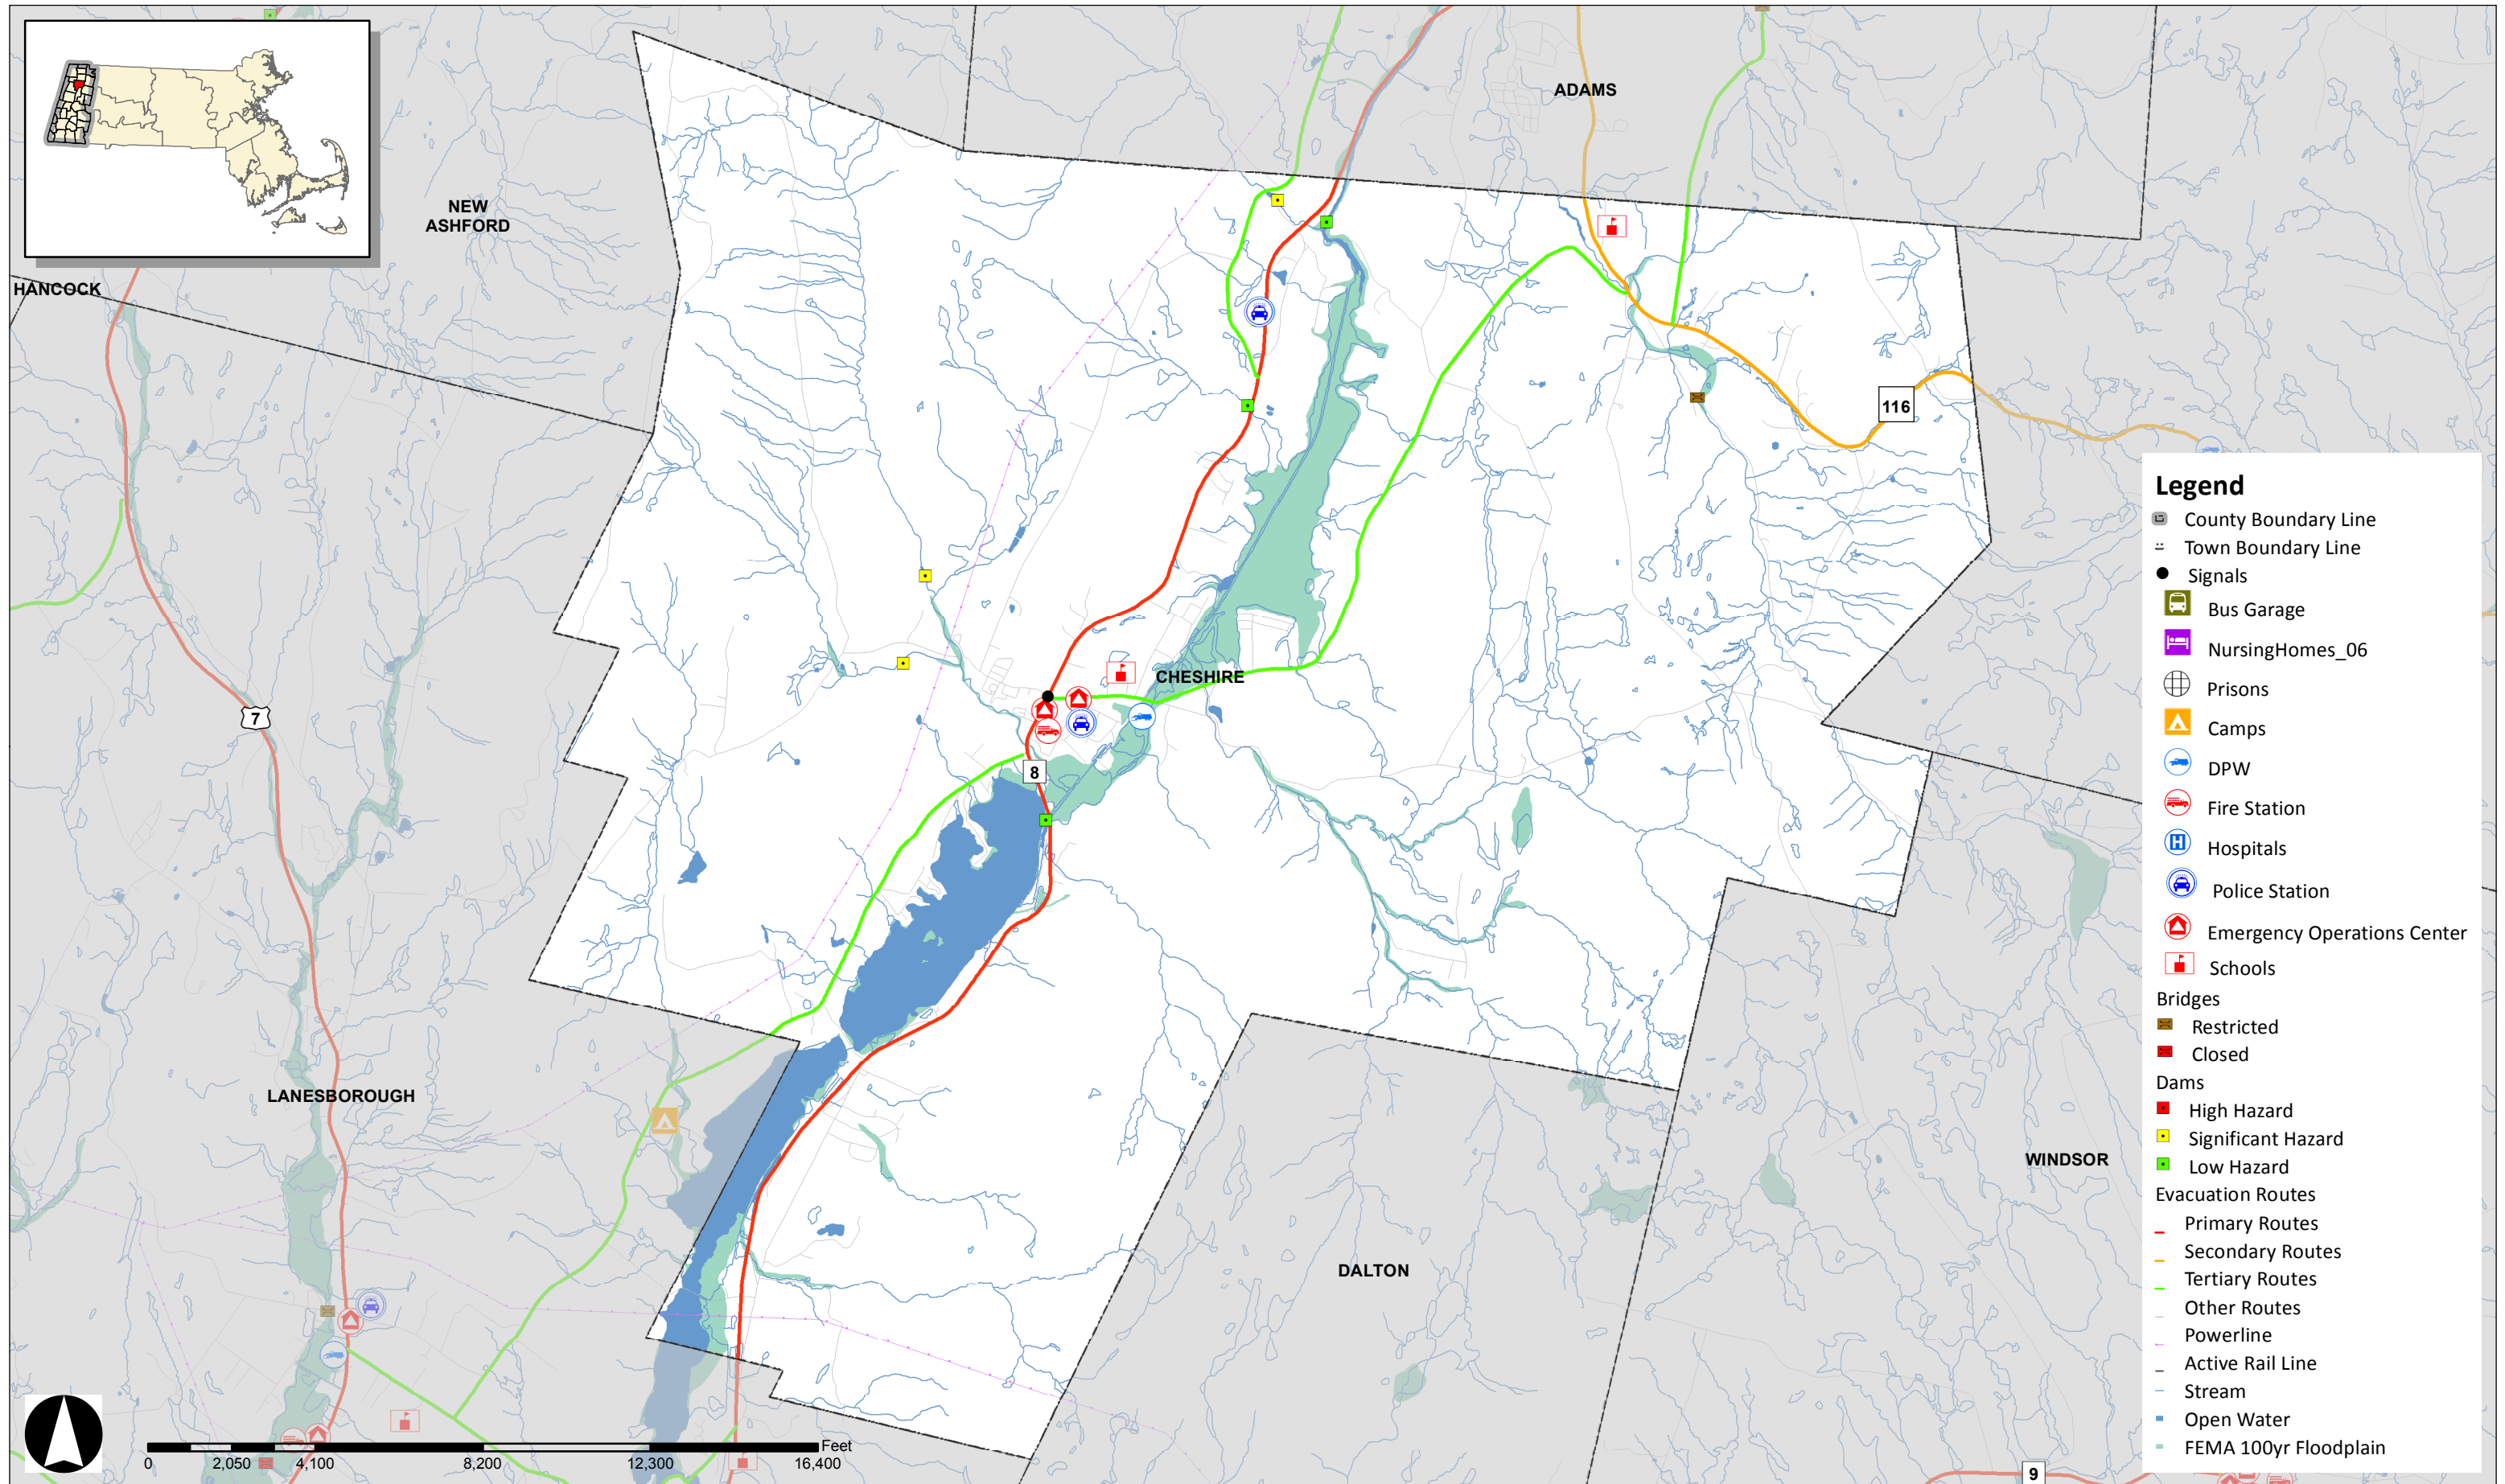 ADAMS
NEW
ASHFORD
HANCOCK
116
CHESHIRE
7
8
LANESBOROUGH
WINDSOR
DALTON
9
Legend
County Boundary Line
Town Boundary Line
Signals
Bus Garage
NursingHomes_06
Prisons
Camps
DPW
Fire Station
H Hospitals
Police Station
Emergency Operations Center
Schools
Bridges
Restricted
Closed
Dams
High Hazard
Significant Hazard
Low Hazard
Evacuation Routes
Primary Routes
Secondary Routes
Tertiary Routes
Other Routes
Powerline
Active Rail Line
Stream
Open Water
FEMA 100yr Floodplain
Feet
0 2,050 4,100 8,200 12,300 16,400